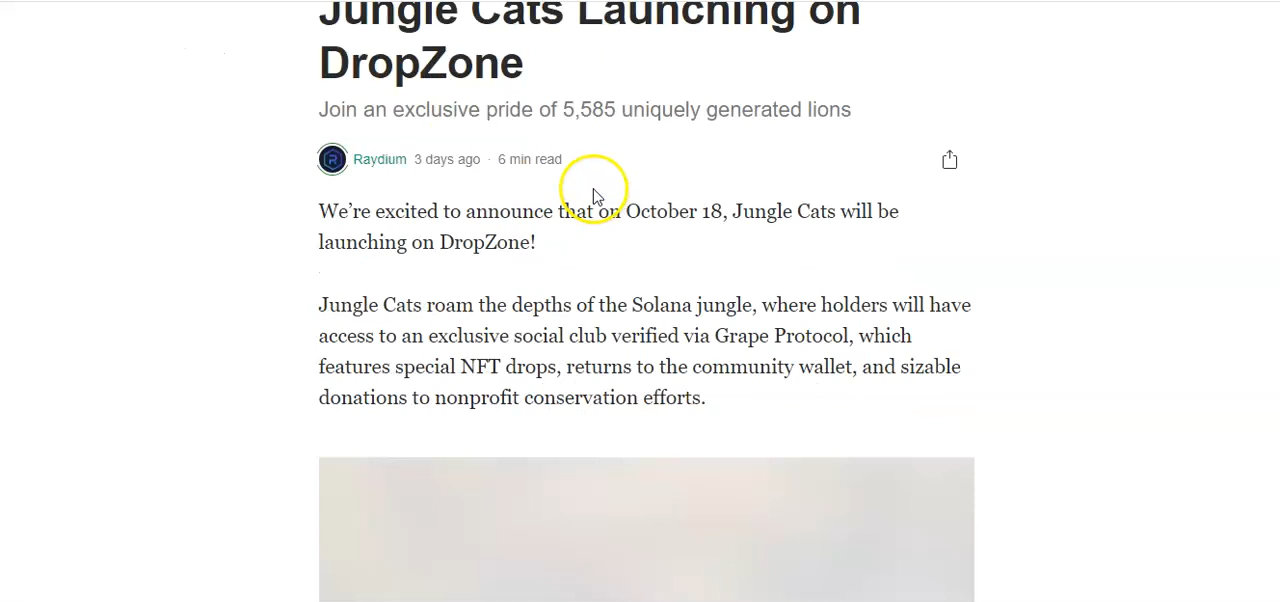 Jungle Cats Launching on
DropZone
Join an exclusive pride of 5,585 uniquely generated lions
Raydium 3 days ago · 6 min read
We’re excited to announce that on October 18, Jungle Cats will be
launching on DropZone!
Jungle Cats roam the depths of the Solana jungle, where holders will have
access to an exclusive social club verified via Grape Protocol, which
features special NFT drops, returns to the community wallet, and sizable
donations to nonprofit conservation efforts.